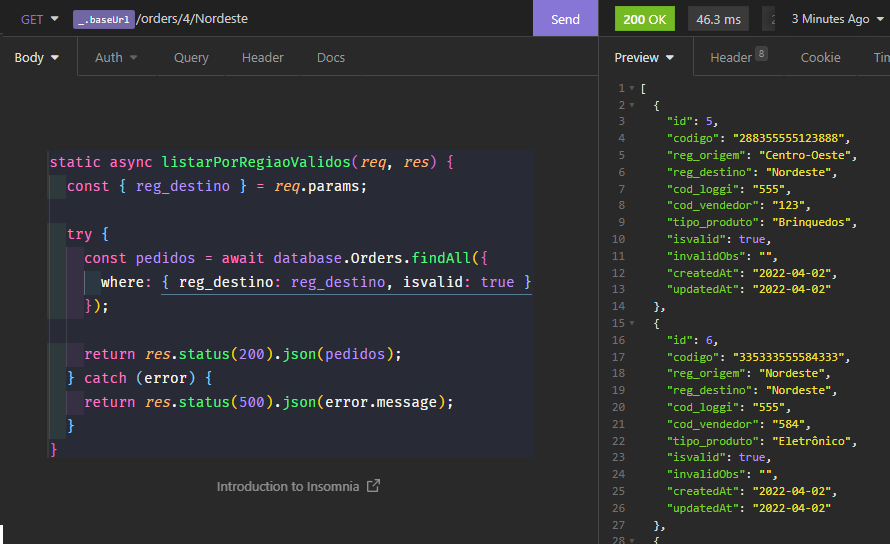 GET _.baseUrl /orders/4/Nordeste Send 200 OK 46.3 ms 3 Minutes Ago
Body Auth Query Header Docs
static async listarPorRegiaoValidos(req, res) {
const { reg_destino } = req.params;
try {
const pedidos = await database.Orders.findAll({
where: { reg_destino: reg_destino, isvalid: true }
});
return res.status(200).json(pedidos);
} catch (error) {
return res.status(500).json(error.message);
}
}
Introduction to Insomnia
Preview Header 8 Cookie
1 [
2 {
3 "id": 5,
4 "codigo": "288355555123888",
5 "reg_origem": "Centro-Oeste",
6 "reg_destino": "Nordeste",
7 "cod_loggi": "555",
8 "cod_vendedor": "123",
9 "tipo_produto": "Brinquedos",
10 "isvalid": true,
11 "invalidObs": "",
12 "createdAt": "2022-04-02",
13 "updatedAt": "2022-04-02"
14 },
15 {
16 "id": 6,
17 "codigo": "335333555584333",
18 "reg_origem": "Nordeste",
19 "reg_destino": "Nordeste",
20 "cod_loggi": "555",
21 "cod_vendedor": "584",
22 "tipo_produto": "Eletrônico",
23 "isvalid": true,
24 "invalidObs": "",
25 "createdAt": "2022-04-02",
26 "updatedAt": "2022-04-02"
27 },
28 {